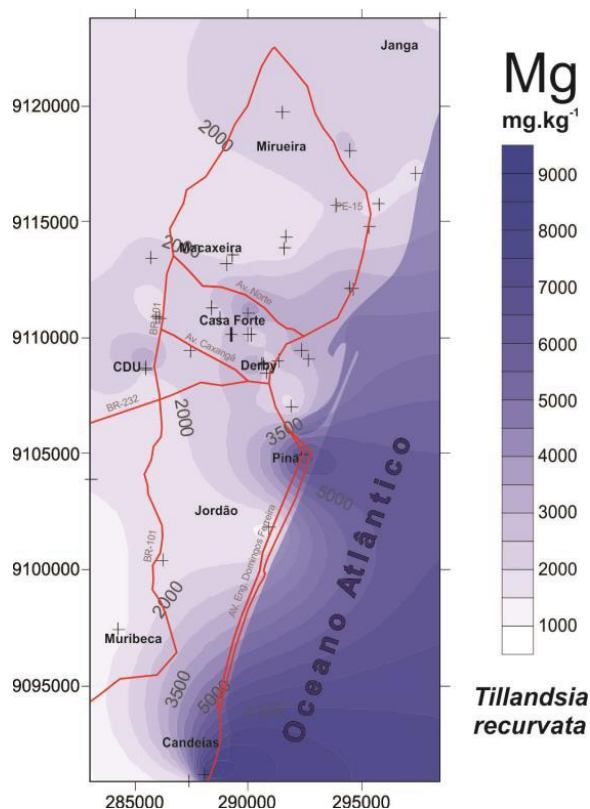 Mg
mg.kg⁻¹
9000
8000
7000
6000
5000
4000
3000
2000
1000
Tillandsia
recurvata
9120000
9115000
9110000
9105000
9100000
9095000
285000
290000
295000
Janga
2000
Mirueira
PE-15
2000
Macaxeira
Av. Norte
BR-101
Casa Forte
Av. Caxangá
CDU
Derby
BR-232
2000
3500
Pina
5000
Jordão
AV. Eng. Domingos Ferreira
BR-101
2000
Muribeca
3500
5000
Candeias
Oceano Atlântico